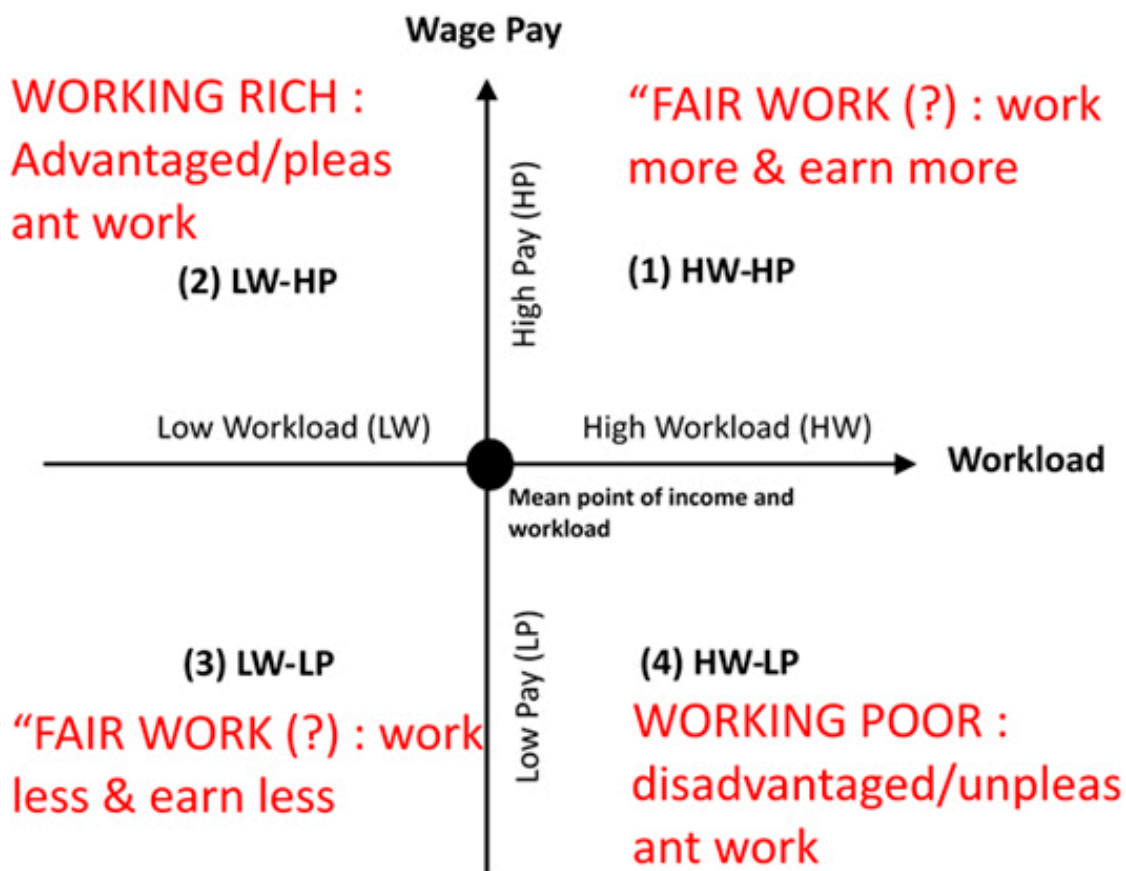 Wage Pay
WORKING RICH :
Advantaged/pleas
ant work
(2) LW-HP
High Pay (HP)
“FAIR WORK (?) : work
more & earn more
(1) HW-HP
Low Workload (LW)
High Workload (HW)
Workload
Mean point of income and
workload
(3) LW-LP
“FAIR WORK (?) : work
less & earn less
Low Pay (LP)
(4) HW-LP
WORKING POOR :
disadvantaged/unpleas
ant work